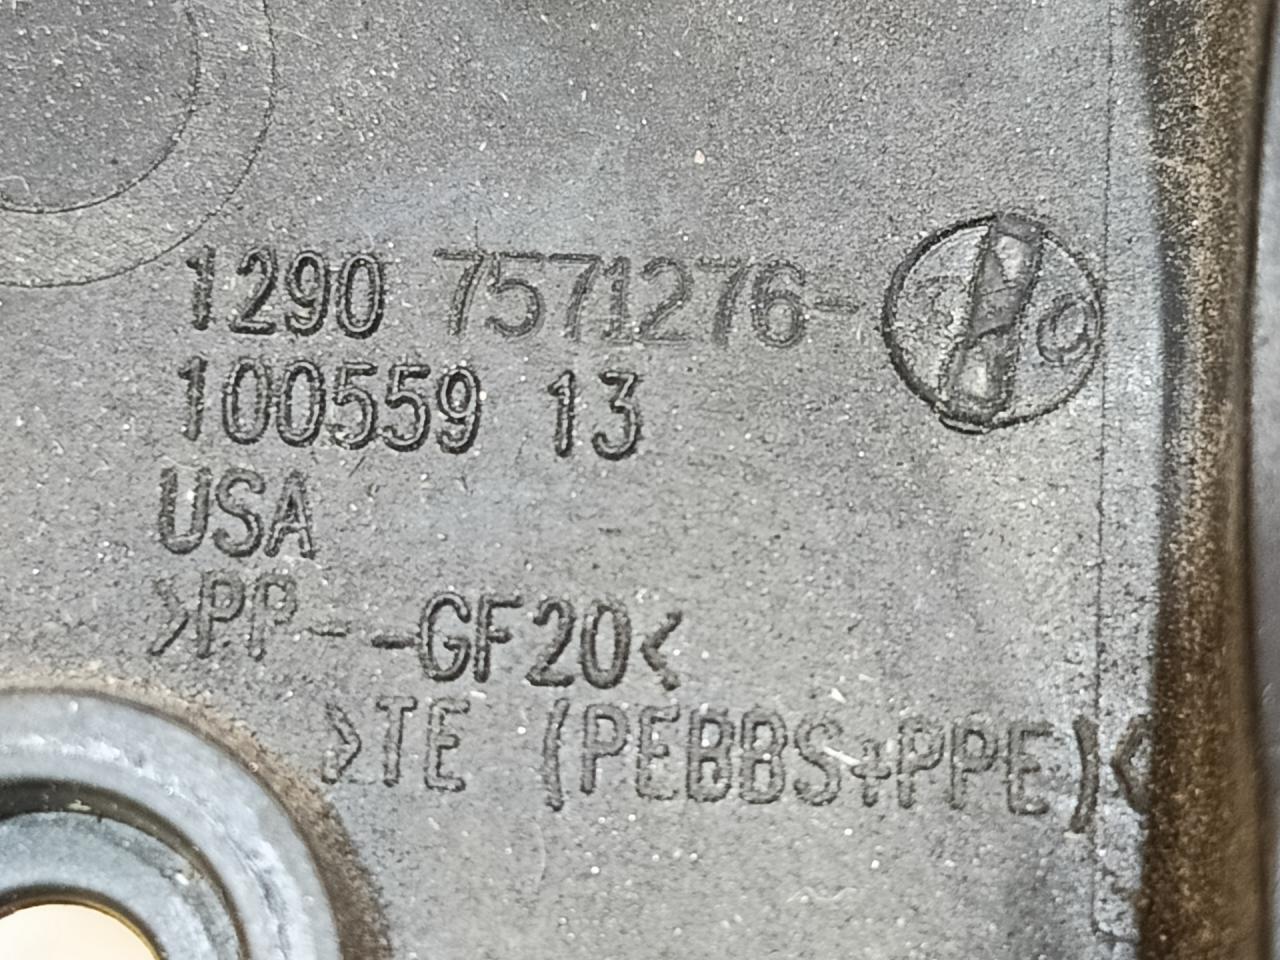 1290 7571276-
100559 13
USA
>PP--GF20<
>TE (PEBBS+PPE)<